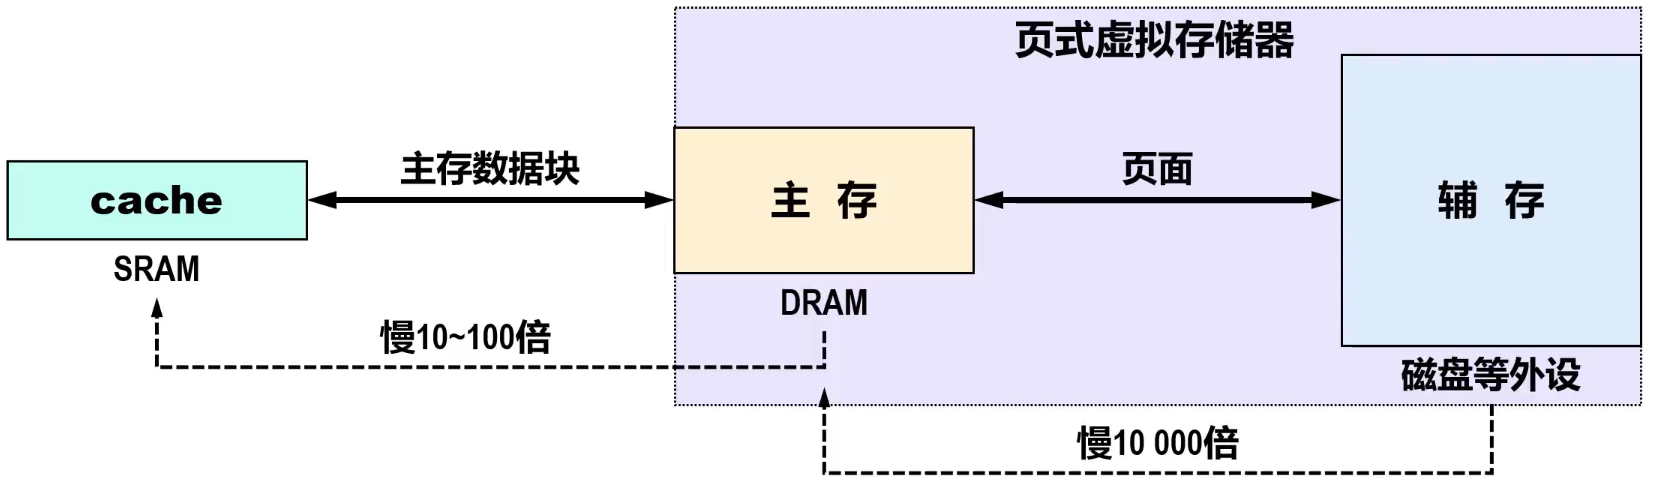 页式虚拟存储器
cache
主存数据块
主 存
页面
辅 存
SRAM
DRAM
慢10~100倍
磁盘等外设
慢10 000倍